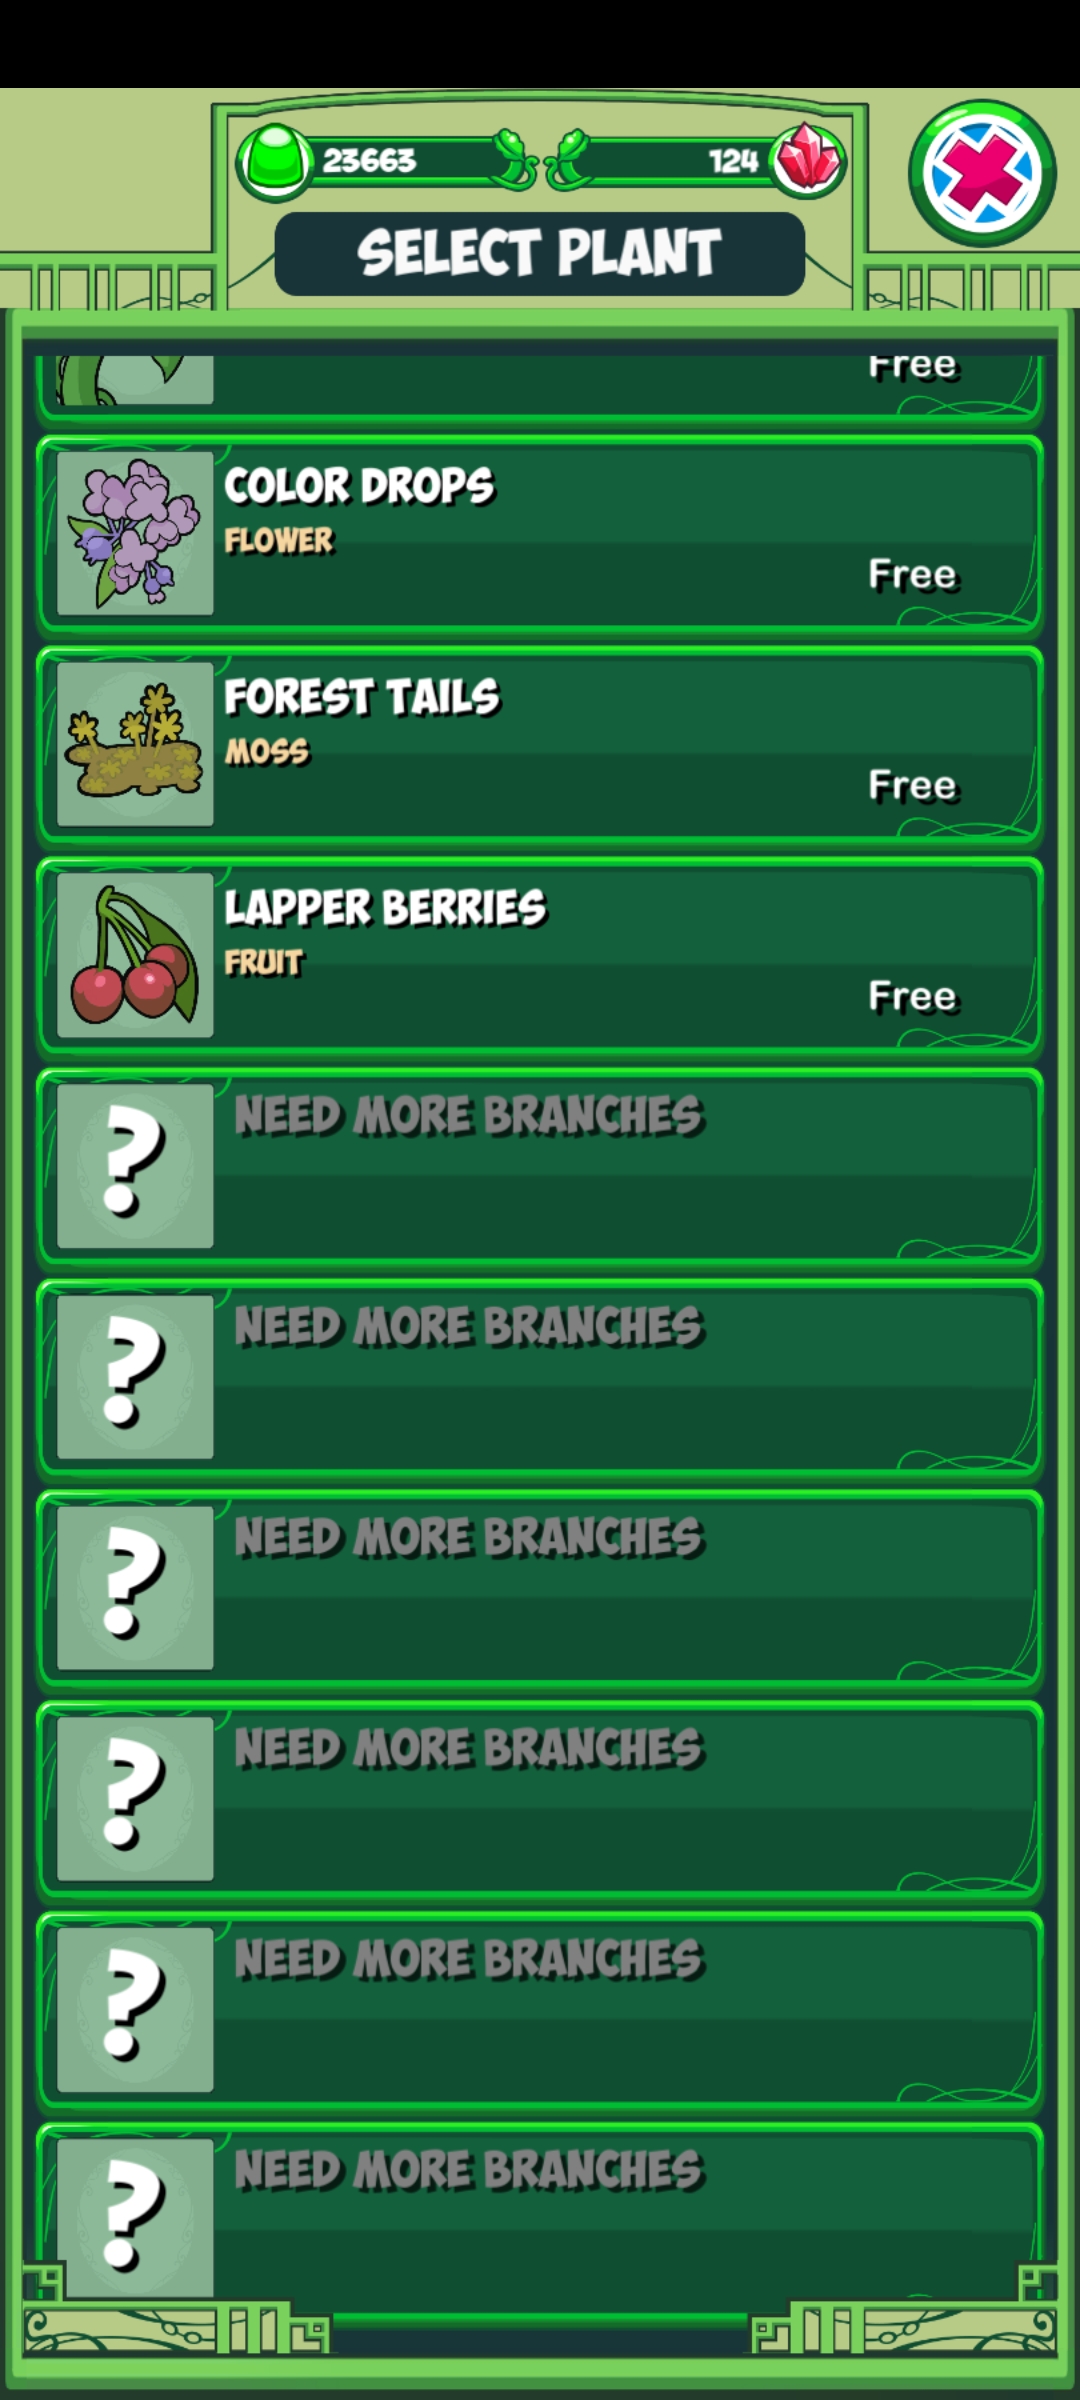 23663
124
SELECT PLANT
Free
COLOR DROPS
FLOWER
Free
FOREST TAILS
MOSS
Free
LAPPER BERRIES
FRUIT
Free
?
NEED MORE BRANCHES
?
NEED MORE BRANCHES
?
NEED MORE BRANCHES
?
NEED MORE BRANCHES
?
NEED MORE BRANCHES
?
NEED MORE BRANCHES